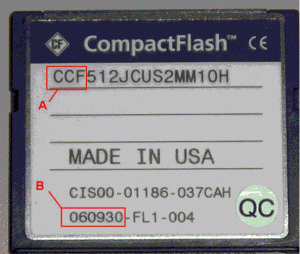 CF CompactFlash™ CE
CCF512JCUS2MM10H
A
MADE IN USA
CIS00-01186-037CAH
B
060930-FL1-004
QC